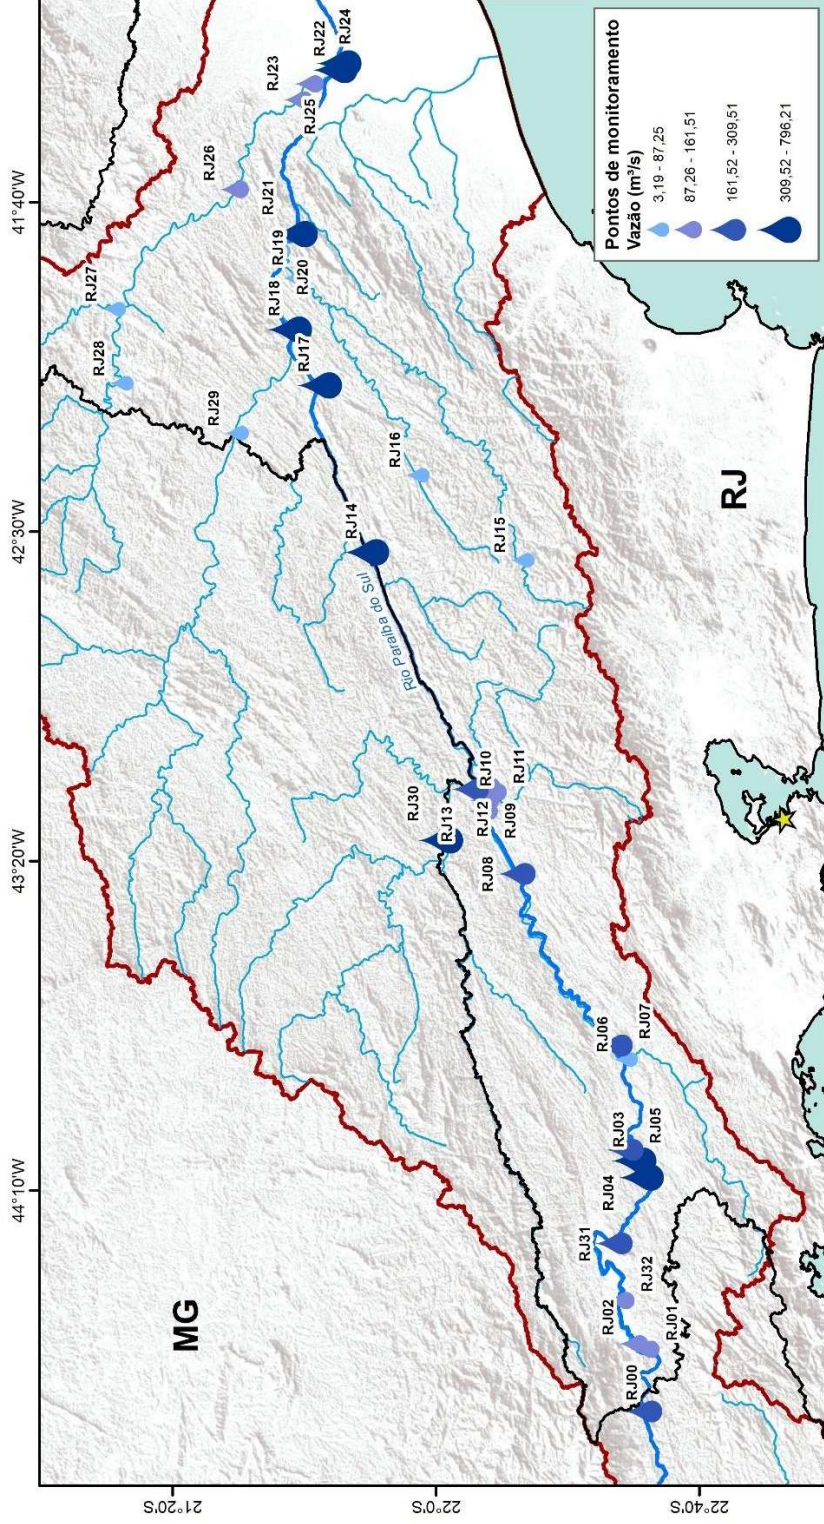 41°40'W
42°30'W
43°20'W
44°10'W
21°20'S
22°0'S
22°40'S
MG
RJ
Rio Paraíba do Sul
RJ00
RJ01
RJ02
RJ32
RJ31
RJ04
RJ03
RJ05
RJ06
RJ07
RJ08
RJ09
RJ12
RJ10
RJ11
RJ13
RJ30
RJ14
RJ15
RJ16
RJ17
RJ18
RJ19
RJ20
RJ21
RJ29
RJ28
RJ27
RJ26
RJ25
RJ23
RJ22
RJ24
Pontos de monitoramento
Vazão (m³/s)
3,19 - 87,25
87,26 - 161,51
161,52 - 309,51
309,52 - 796,21